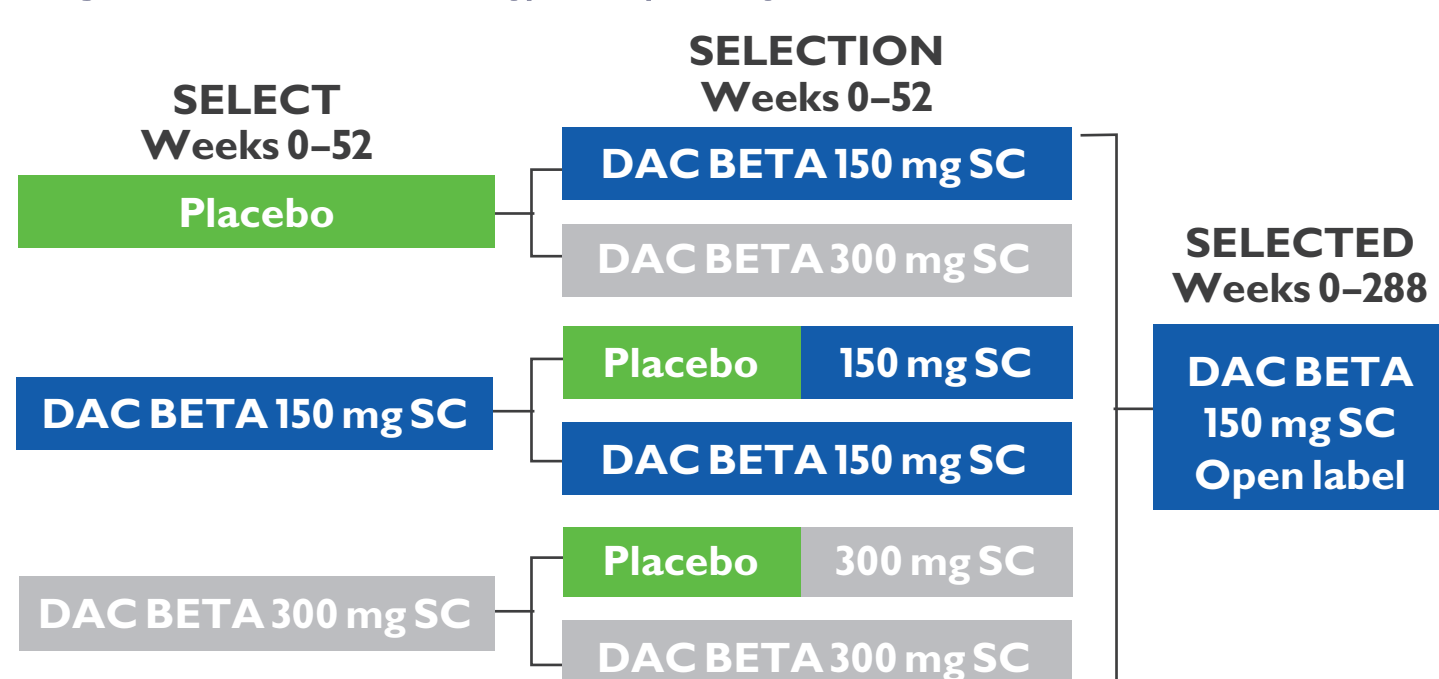 SELECT
Weeks 0–52
SELECTION
Weeks 0–52
SELECTED
Weeks 0–288
Placebo
DAC BETA 150 mg SC
DAC BETA 300 mg SC
DAC BETA 150 mg SC
Placebo 150 mg SC
DAC BETA 150 mg SC
DAC BETA 300 mg SC
Placebo 300 mg SC
DAC BETA 300 mg SC
DAC BETA
150 mg SC
Open label